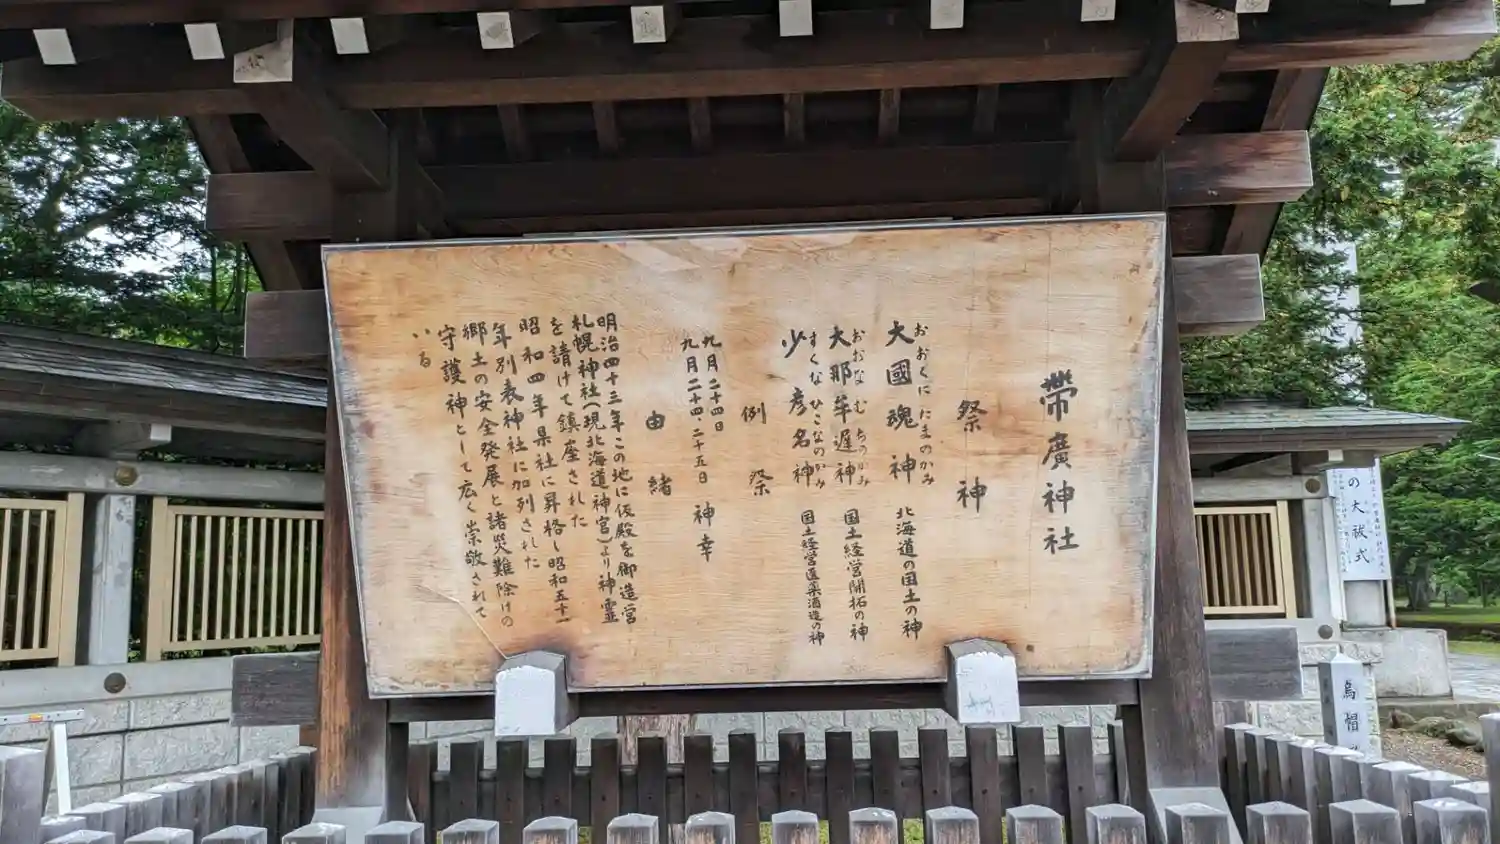 帶廣神社
祭神
おおくにたまのかみ
大國魂神 北海道の国土の神
おおなむちのかみ
大那牟遅神 国土経営開拓の神
すくなひこなのかみ
少彦名神 国土経営医薬酒造の神
例祭
九月二十四日
九月二十四、二十五日 神幸
由緒
明治四十三年この地に仮殿を御造営
札幌神社(現北海道神宮)より神霊
を請けて鎮座された
昭和四年県社に昇格し昭和五十一
年別表神社に加列された
郷土の安全発展と諸災難除けの
守護神として広く崇敬されて
いる
の大祓式
烏帽